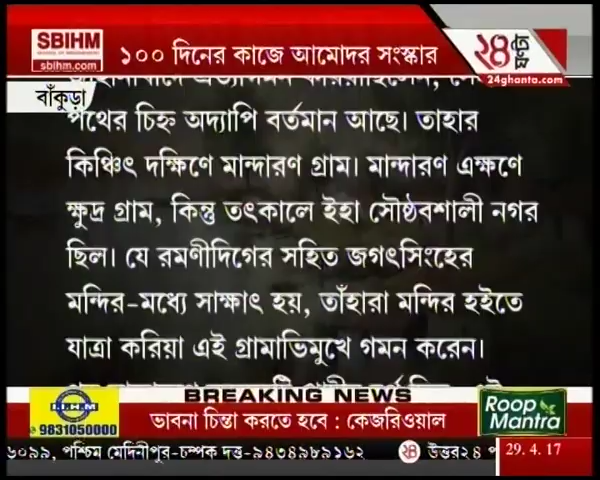 SBIHM
sbihm.com
১০০ দিনের কাজে আমোদর সংস্কার
২৪
ঘণ্টা
24ghanta.com
বাঁকুড়া
পথের চিহ্ন অদ্যাপি বর্তমান আছে। তাহার
কিঞ্চিৎ দক্ষিণে মান্দারণ গ্রাম। মান্দারণ এক্ষণে
ক্ষুদ্র গ্রাম, কিন্তু তৎকালে ইহা সৌষ্ঠবশালী নগর
ছিল। যে রমণীদিগের সহিত জগৎসিংহের
মন্দির-মধ্যে সাক্ষাৎ হয়, তাঁহারা মন্দির হইতে
যাত্রা করিয়া এই গ্রামাভিমুখে গমন করেন।
BREAKING NEWS
I.I.H.M
9831050000
ভাবনা চিন্তা করতে হবে : কেজরিওয়াল
Roop
Mantra
৬০৯৯, পশ্চিম মেদিনীপুর-চম্পক দত্ত-৯৪৩৪৯৮৯১৬২
২৪
উত্তর২৪ প
29. 4. 17